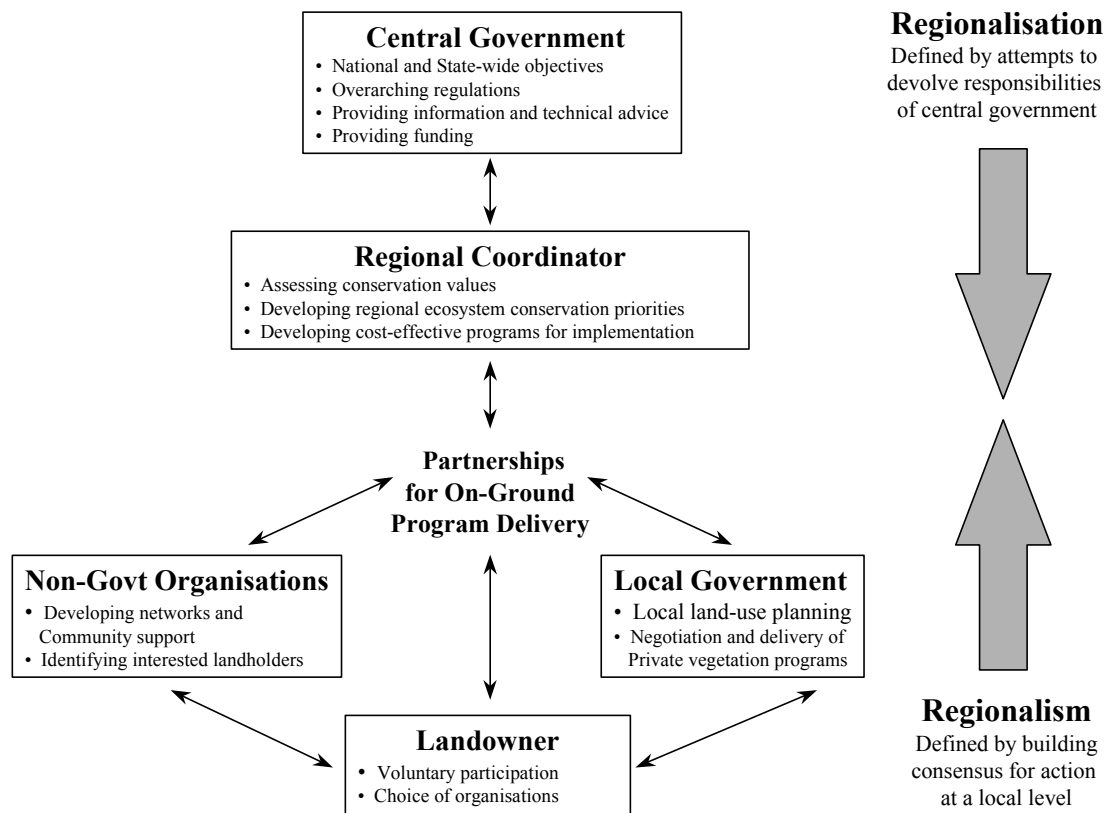 Central Government
• National and State-wide objectives
• Overarching regulations
• Providing information and technical advice
• Providing funding
Regionalisation
Defined by attempts to
devolve responsibilities
of central government
Regional Coordinator
• Assessing conservation values
• Developing regional ecosystem conservation priorities
• Developing cost-effective programs for implementation
Partnerships
for On-Ground
Program Delivery
Non-Govt Organisations
• Developing networks and
Community support
• Identifying interested landholders
Local Government
• Local land-use planning
• Negotiation and delivery of
Private vegetation programs
Landowner
• Voluntary participation
• Choice of organisations
Regionalism
Defined by building
consensus for action
at a local level